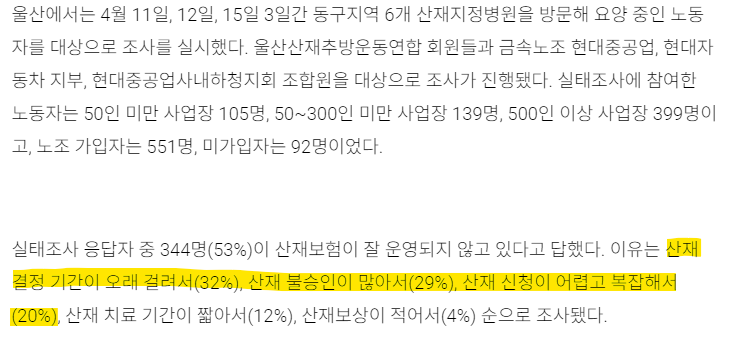 울산에서는 4월 11일, 12일, 15일 3일간 동구지역 6개 산재지정병원을 방문해 요양 중인 노동
자를 대상으로 조사를 실시했다. 울산산재추방운동연합 회원들과 금속노조 현대중공업, 현대자
동차 지부, 현대중공업사내하청지회 조합원을 대상으로 조사가 진행됐다. 실태조사에 참여한
노동자는 50인 미만 사업장 105명, 50~300인 미만 사업장 139명, 500인 이상 사업장 399명이
고, 노조 가입자는 551명, 미가입자는 92명이었다.
실태조사 응답자 중 344명(53%)이 산재보험이 잘 운영되지 않고 있다고 답했다. 이유는 산재
결정 기간이 오래 걸려서(32%), 산재 불승인이 많아서(29%), 산재 신청이 어렵고 복잡해서
(20%), 산재 치료 기간이 짧아서(12%), 산재보상이 적어서(4%) 순으로 조사됐다.